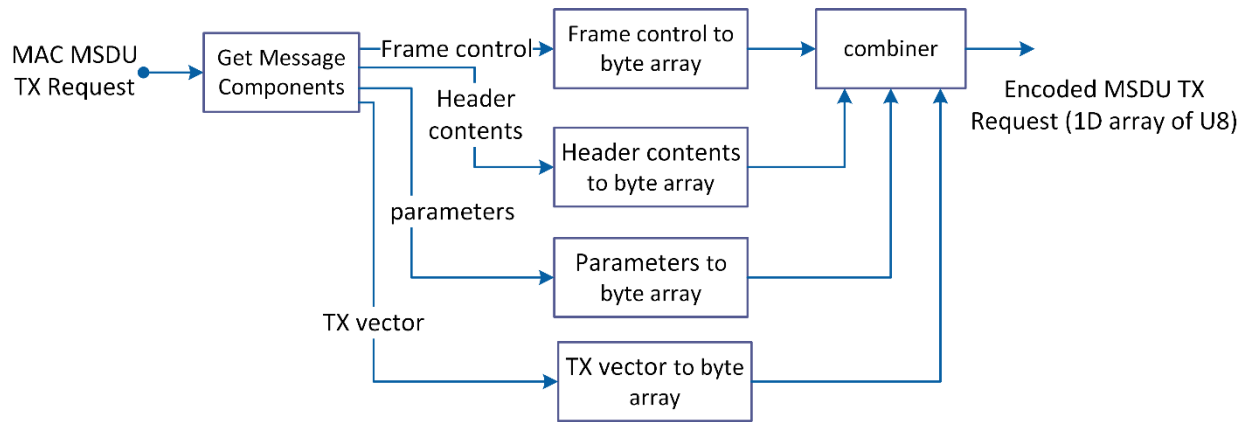 MAC MSDU
TX Request
Get Message
Components
Frame control
Header
contents
parameters
TX vector
Frame control to
byte array
Header contents
to byte array
Parameters to
byte array
TX vector to byte
array
combiner
Encoded MSDU TX
Request (1D array of U8)